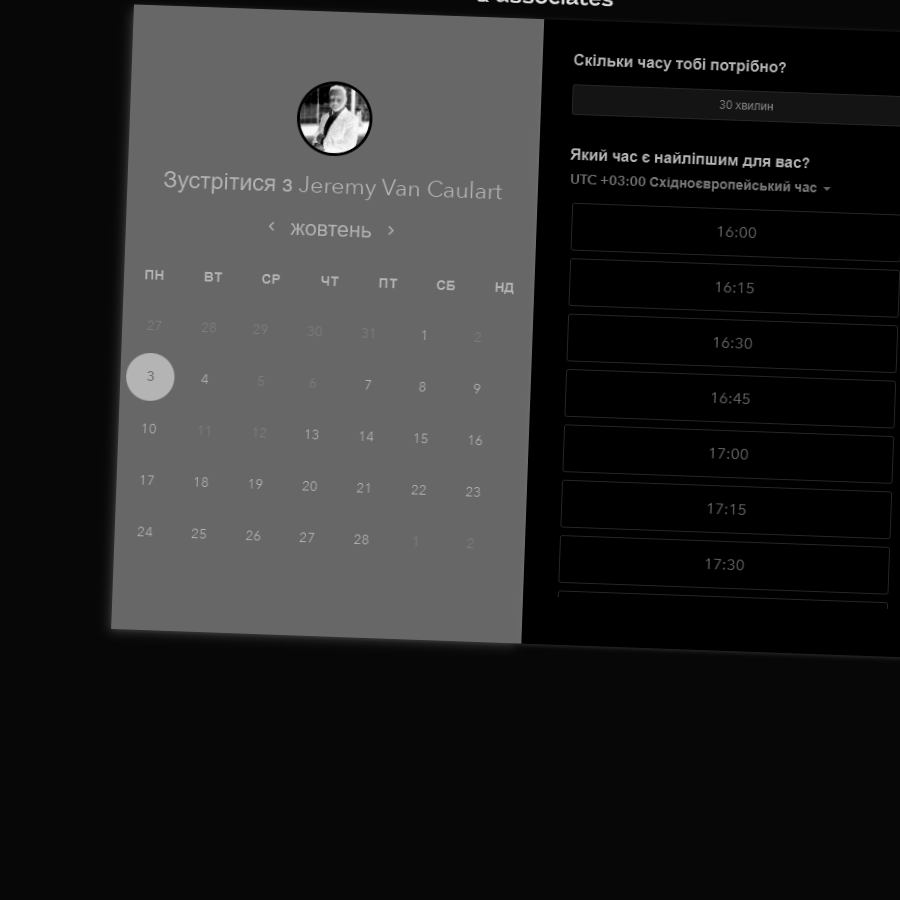 & associates
Зустрітися з Jeremy Van Caulart
‹ жовтень ›
ПН ВТ СР ЧТ ПТ СБ НД
27 28 29 30 31 1 2
3 4 5 6 7 8 9
10 11 12 13 14 15 16
17 18 19 20 21 22 23
24 25 26 27 28 1 2
Скільки часу тобі потрібно?
30 хвилин
Який час є найліпшим для вас?
UTC +03:00 Східноєвропейський час
16:00
16:15
16:30
16:45
17:00
17:15
17:30